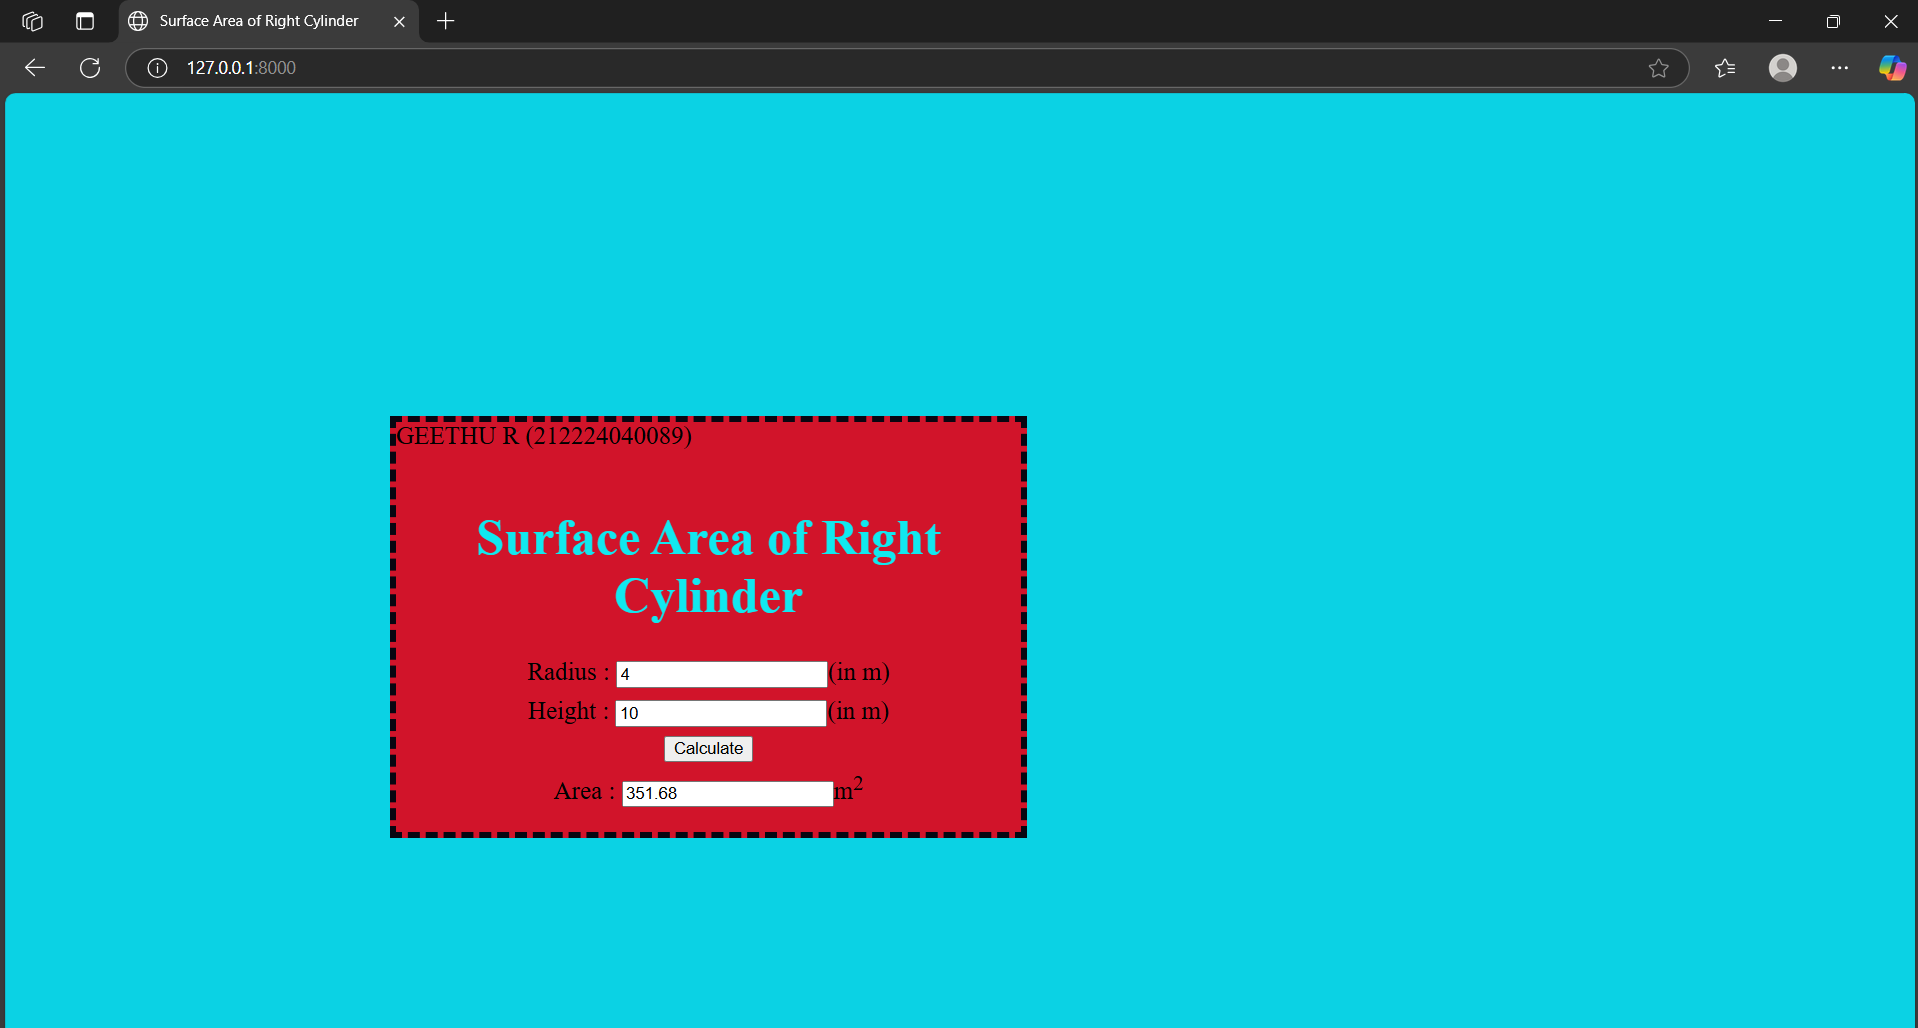 Surface Area of Right Cylinder
127.0.0.1:8000
GEETHU R (212224040089)
Surface Area of Right
Cylinder
Radius : 4 (in m)
Height : 10 (in m)
Calculate
Area : 351.68 m²